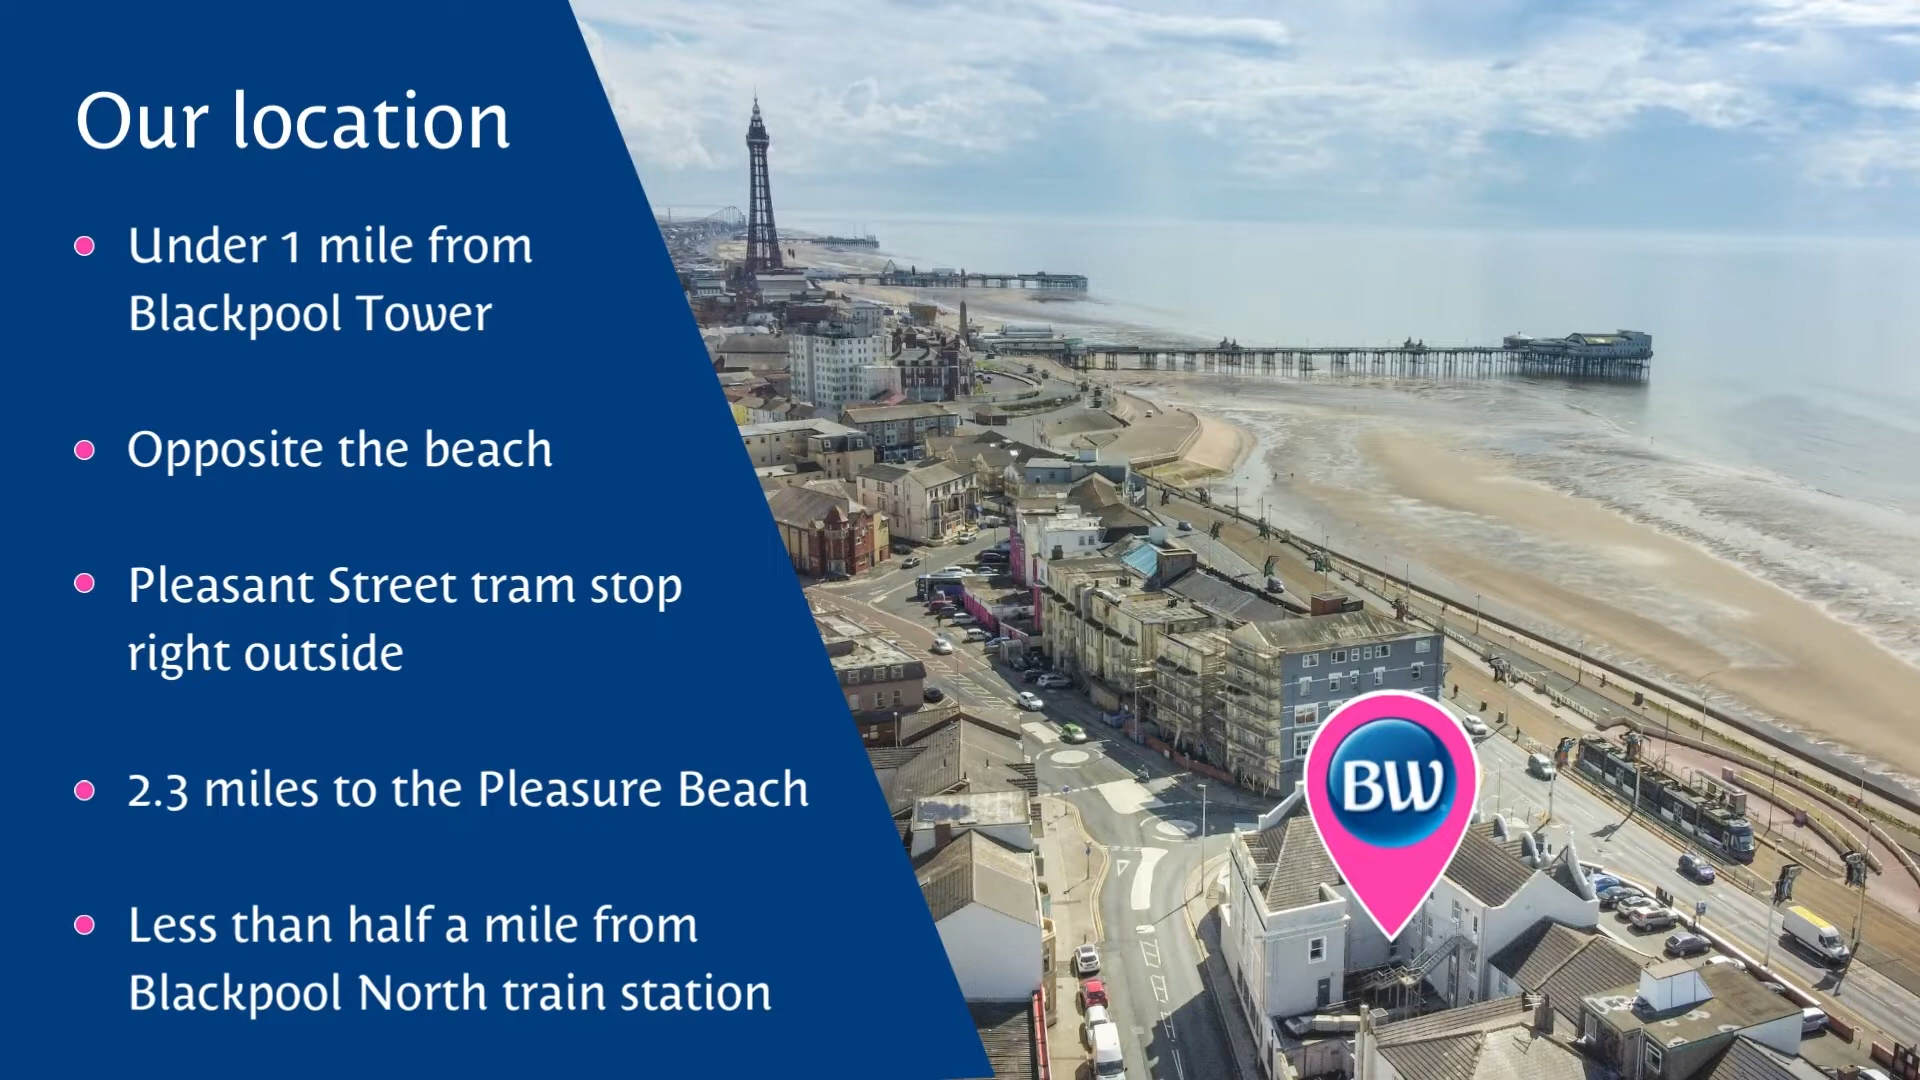 Our location
Under 1 mile from
Blackpool Tower
Opposite the beach
Pleasant Street tram stop
right outside
2.3 miles to the Pleasure Beach
Less than half a mile from
Blackpool North train station
BW